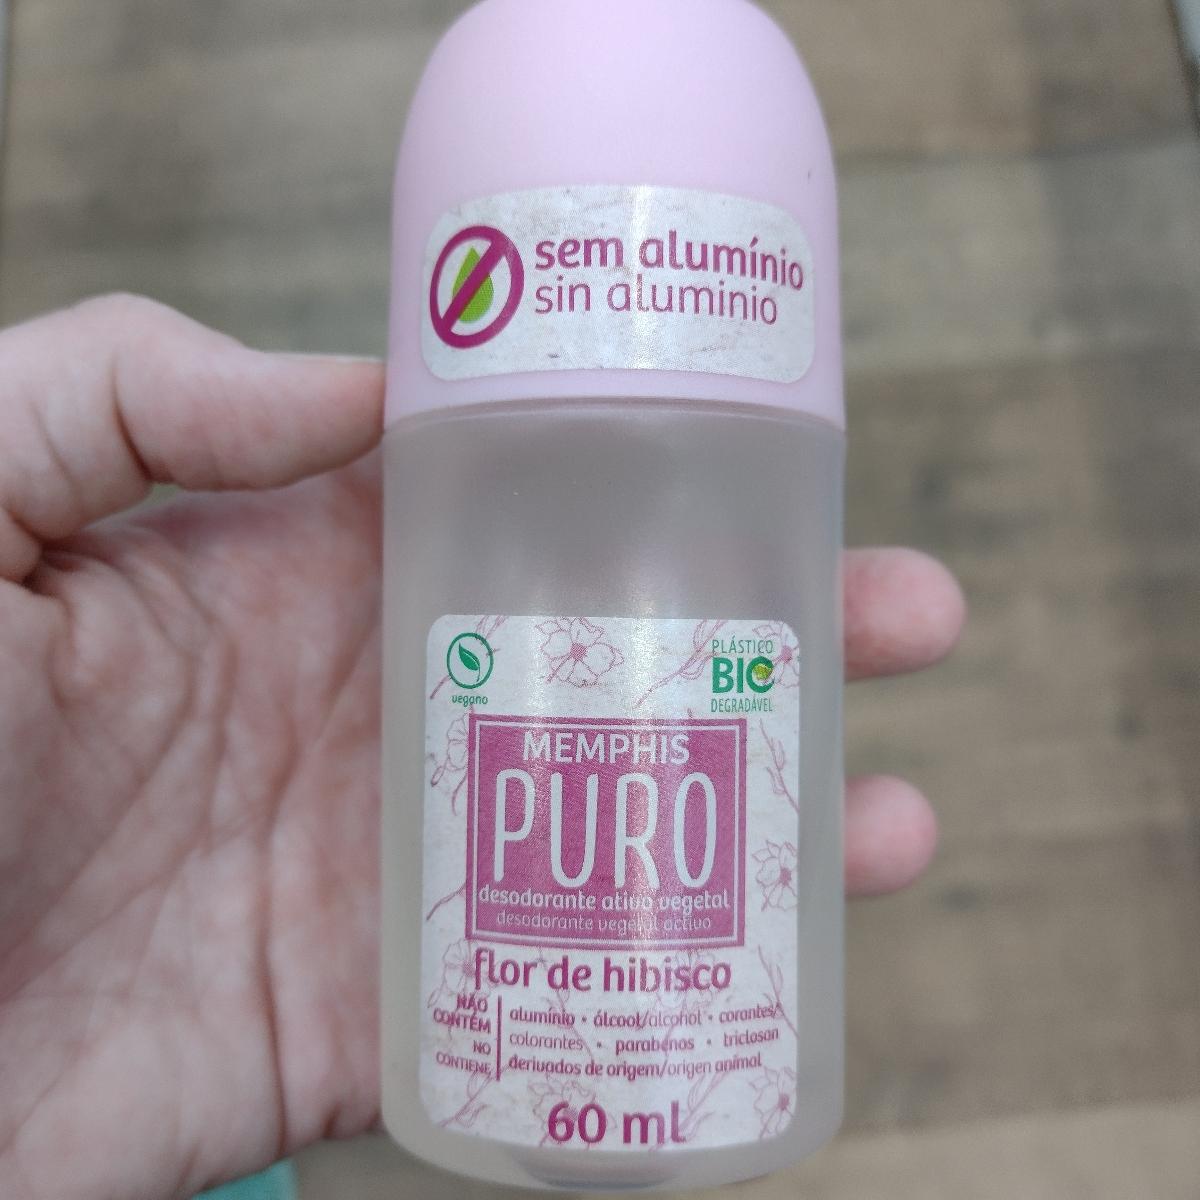 sem alumínio
sin aluminio
vegano
PLÁSTICO
BIO
DEGRADÁVEL
MEMPHIS
PURO
desodorante ativo vegetal
desodorante vegetal activo
flor de hibisco
NÃO
CONTÉM
NO
CONTIENE
alumínio • álcool/alcohol • corantes/
colorantes • parabenos • triclosan
derivados de origem/origen animal
60 ml